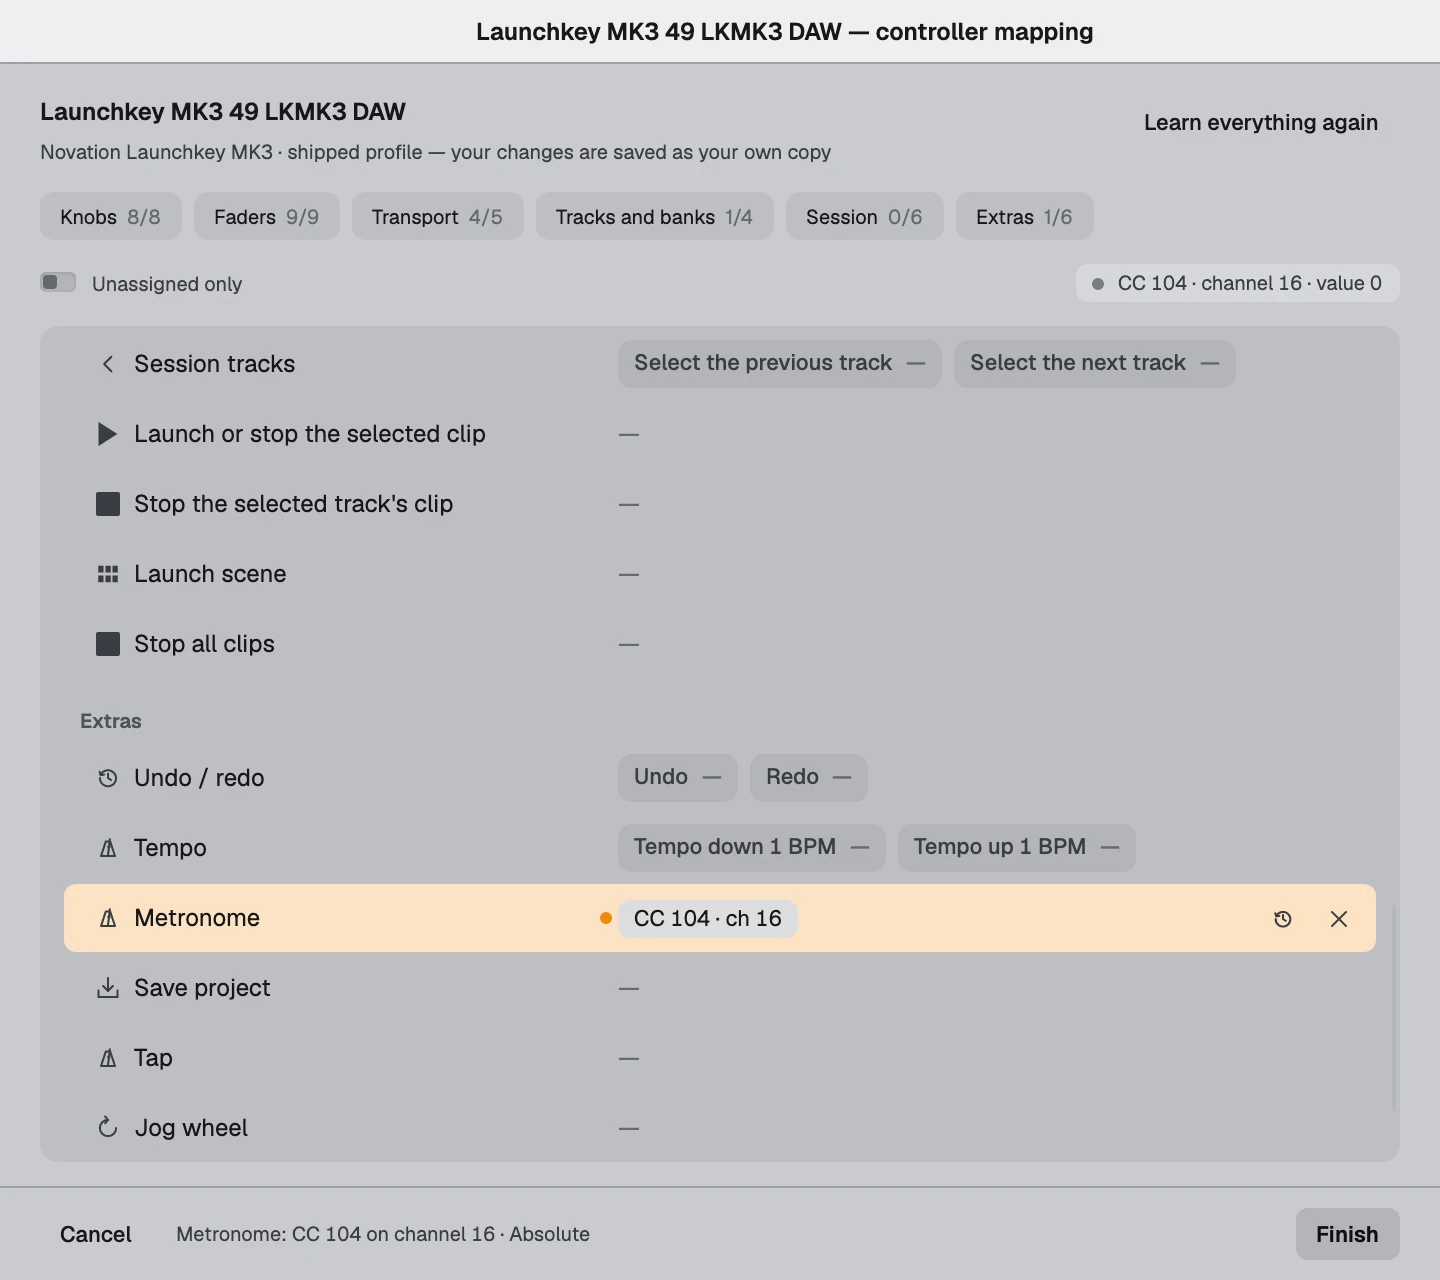 Launchkey MK3 49 LKMK3 DAW — controller mapping
Launchkey MK3 49 LKMK3 DAW
Learn everything again
Novation Launchkey MK3 · shipped profile — your changes are saved as your own copy
Knobs 8/8 Faders 9/9 Transport 4/5 Tracks and banks 1/4 Session 0/6 Extras 1/6
Unassigned only CC 104 · channel 16 · value 0
Session tracks Select the previous track — Select the next track —
Launch or stop the selected clip —
Stop the selected track's clip —
Launch scene —
Stop all clips —
Extras
Undo / redo Undo — Redo —
Tempo Tempo down 1 BPM — Tempo up 1 BPM —
Metronome CC 104 · ch 16
Save project —
Tap —
Jog wheel —
Cancel Metronome: CC 104 on channel 16 · Absolute Finish